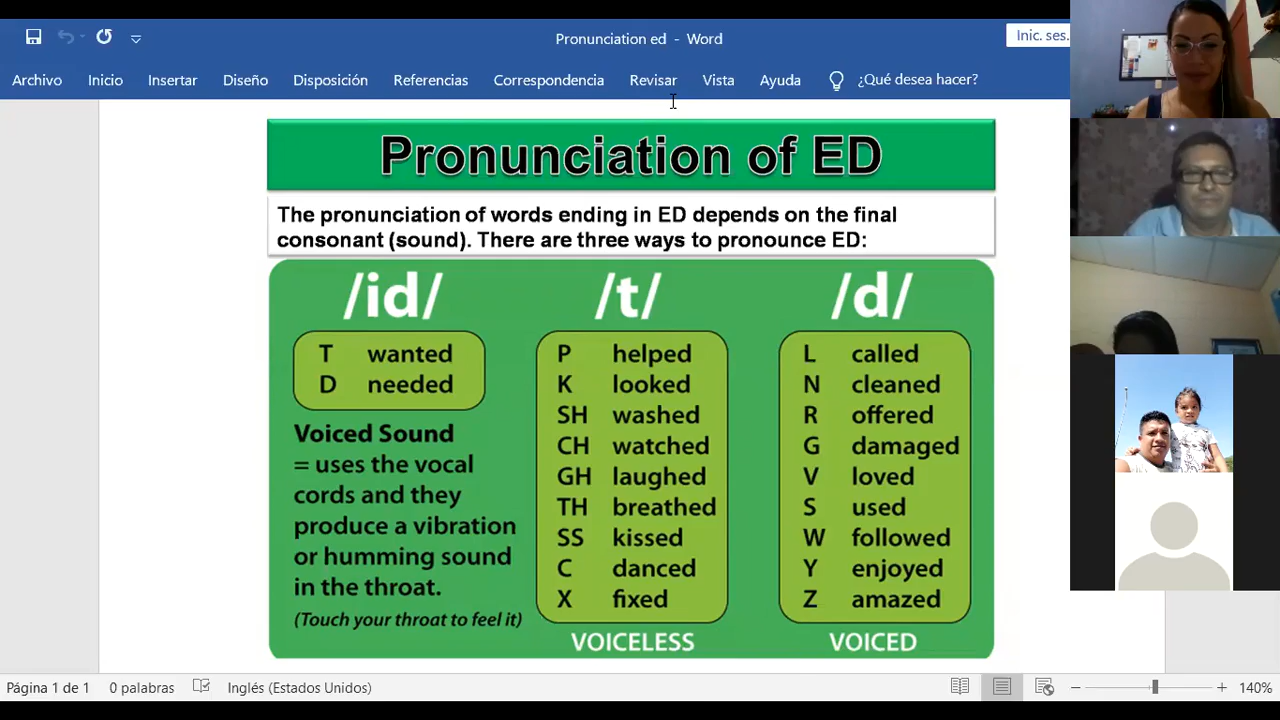 Pronunciation ed - Word
Inic. ses.
Archivo Inicio Insertar Diseño Disposición Referencias Correspondencia Revisar Vista Ayuda ¿Qué desea hacer?
Pronunciation of ED
The pronunciation of words ending in ED depends on the final
consonant (sound). There are three ways to pronounce ED:
/id/
T wanted
D needed
Voiced Sound
= uses the vocal
cords and they
produce a vibration
or humming sound
in the throat.
(Touch your throat to feel it)
/t/
P helped
K looked
SH washed
CH watched
GH laughed
TH breathed
SS kissed
C danced
X fixed
VOICELESS
/d/
L called
N cleaned
R offered
G damaged
V loved
S used
W followed
Y enjoyed
Z amazed
VOICED
Página 1 de 1 0 palabras Inglés (Estados Unidos) 140%